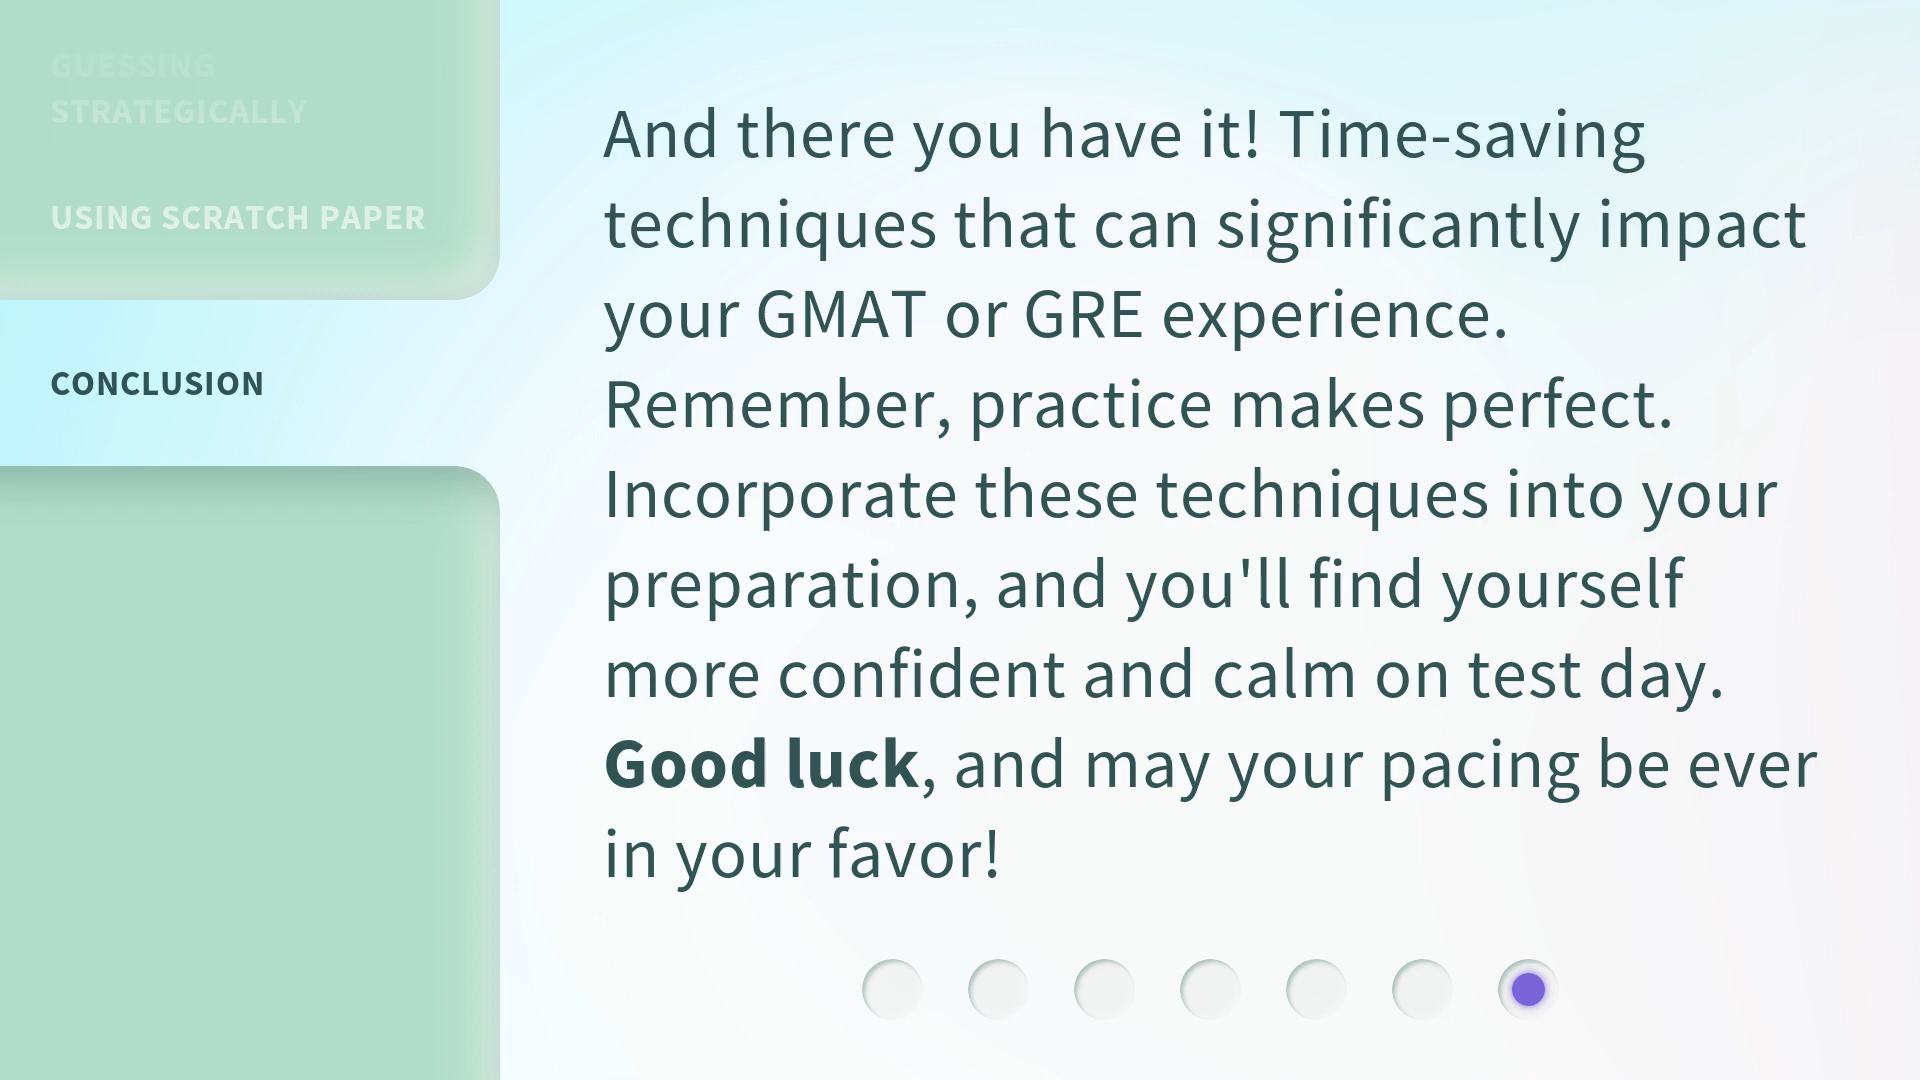 GUESSING
STRATEGICALLY
USING SCRATCH PAPER
CONCLUSION
And there you have it! Time-saving
techniques that can significantly impact
your GMAT or GRE experience.
Remember, practice makes perfect.
Incorporate these techniques into your
preparation, and you'll find yourself
more confident and calm on test day.
Good luck, and may your pacing be ever
in your favor!